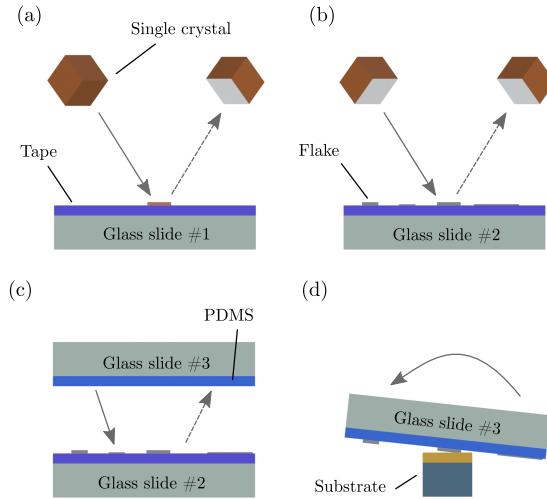 (a)
Single crystal
Tape
Glass slide #1
(b)
Flake
Glass slide #2
(c)
PDMS
Glass slide #3
Glass slide #2
(d)
Glass slide #3
Substrate